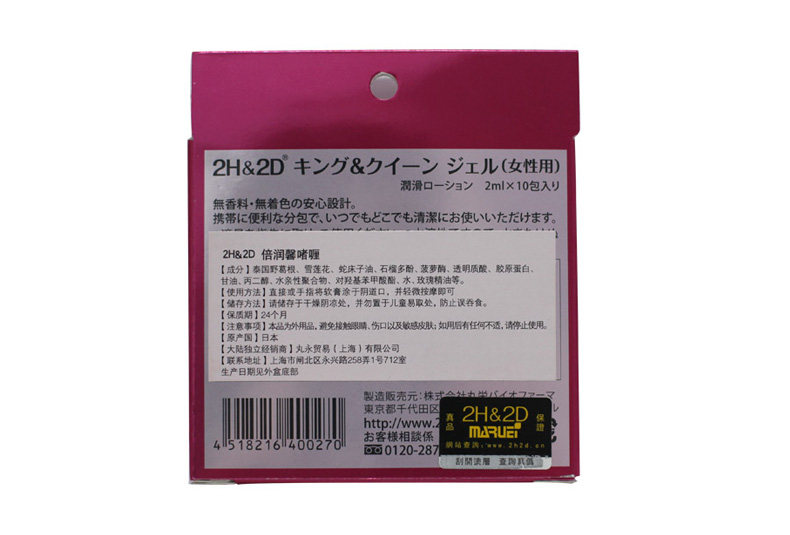 2H&2D® キング&クイーン ジェル(女性用)
潤滑ローション 2ml×10包入り
無香料・無着色の安心設計。
携帯に便利な分包で、いつでもどこでも清潔にお使いいただけます。
2H&2D 倍润馨啫喱
【成分】泰国野葛根、雪莲花、蛇床子油、石榴多酚、菠萝酶、透明质酸、胶原蛋白、
甘油、丙二醇、水亲性聚合物、对羟基苯甲酸酯、水、玫瑰精油等。
【使用方法】直接或手指将软膏涂于阴道口，并轻微按摩即可
【储存方法】请储存于干燥阴凉处，并勿置于儿童易取处，防止误吞食。
【保质期】24个月
【注意事项】本品为外用品，避免接触眼睛、伤口以及敏感皮肤；如用后有任何不适，请停止使用。
【原产国】日本
【大陆独立经销商】丸永贸易（上海）有限公司
【联系地址】上海市闸北区永兴路258弄1号712室
生产日期见外盒底部
製造販売元：株式会社丸栄バイオファーマ
東京都千代田区
http://www.2
お客様相談係
0120-287
4 518216 400270
真品
2H&2D
保證
MARUEI
網站查詢:www.2h2d.cn
刮開塗層 查詢真偽